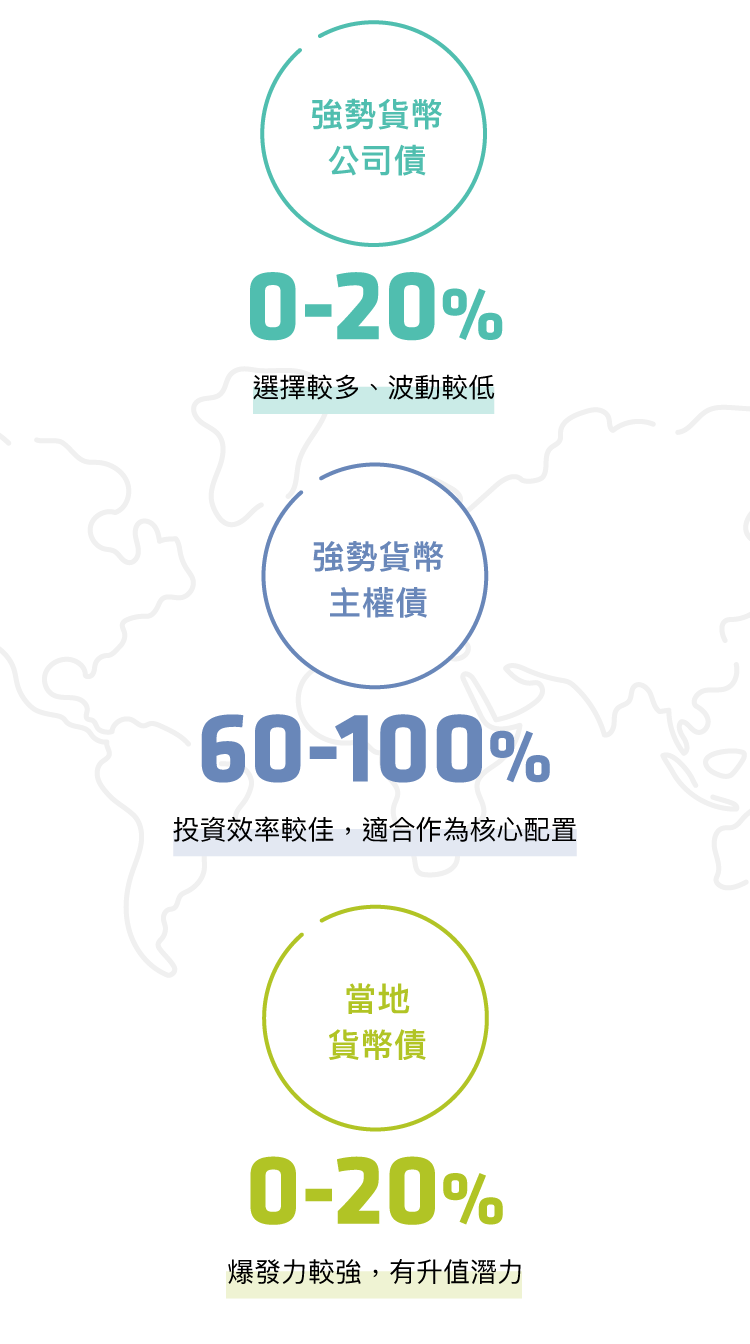 強勢貨幣
公司債
0-20%
選擇較多、波動較低
強勢貨幣
主權債
60-100%
投資效率較佳，適合作為核心配置
當地
貨幣債
0-20%
爆發力較強，有升值潛力